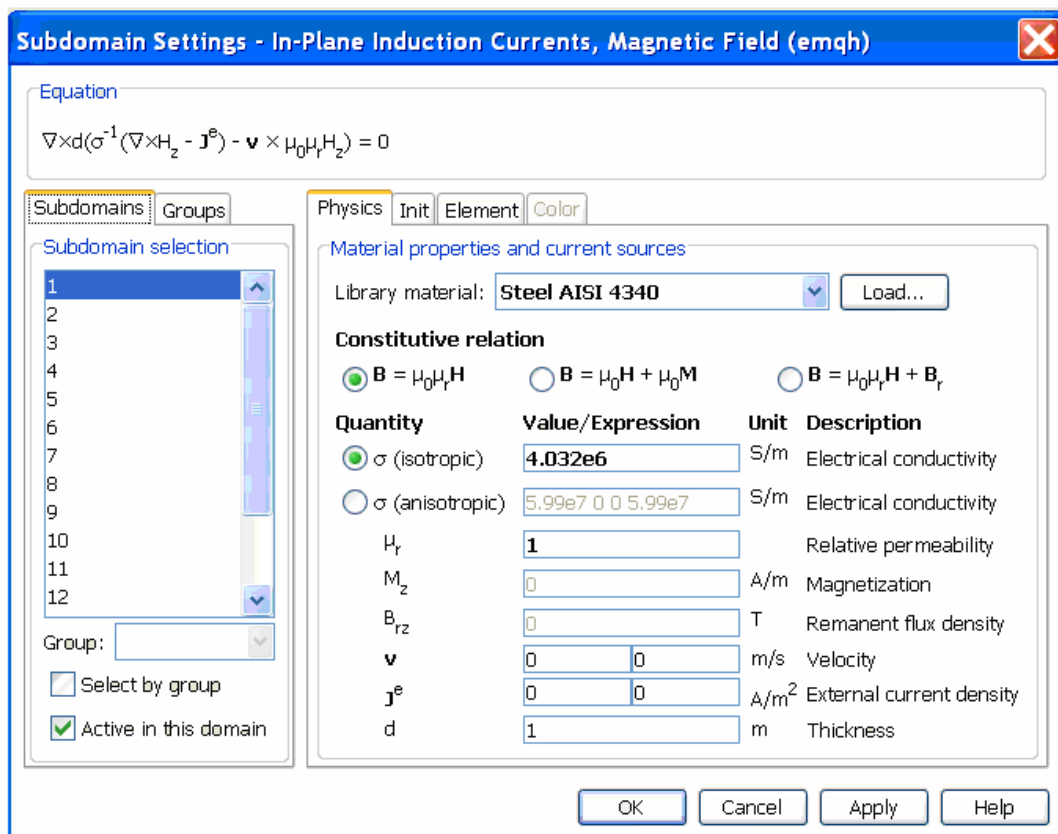 Subdomain Settings - In-Plane Induction Currents, Magnetic Field (emqh)
Equation
∇×d(σ⁻¹(∇×H_z - J^e) - v × μ₀μ_rH_z) = 0
Subdomains Groups
Subdomain selection
1
2
3
4
5
6
7
8
9
10
11
12
Group:
Select by group
Active in this domain
Physics Init Element Color
Material properties and current sources
Library material: Steel AISI 4340 Load...
Constitutive relation
B = μ₀μ_rH B = μ₀H + μ₀M B = μ₀μ_rH + B_r
Quantity Value/Expression Unit Description
σ (isotropic) 4.032e6 S/m Electrical conductivity
σ (anisotropic) 5.99e7 0 0 5.99e7 S/m Electrical conductivity
μ_r 1 Relative permeability
M_z 0 A/m Magnetization
B_rz 0 T Remanent flux density
v 0 0 m/s Velocity
J^e 0 0 A/m² External current density
d 1 m Thickness
OK Cancel Apply Help